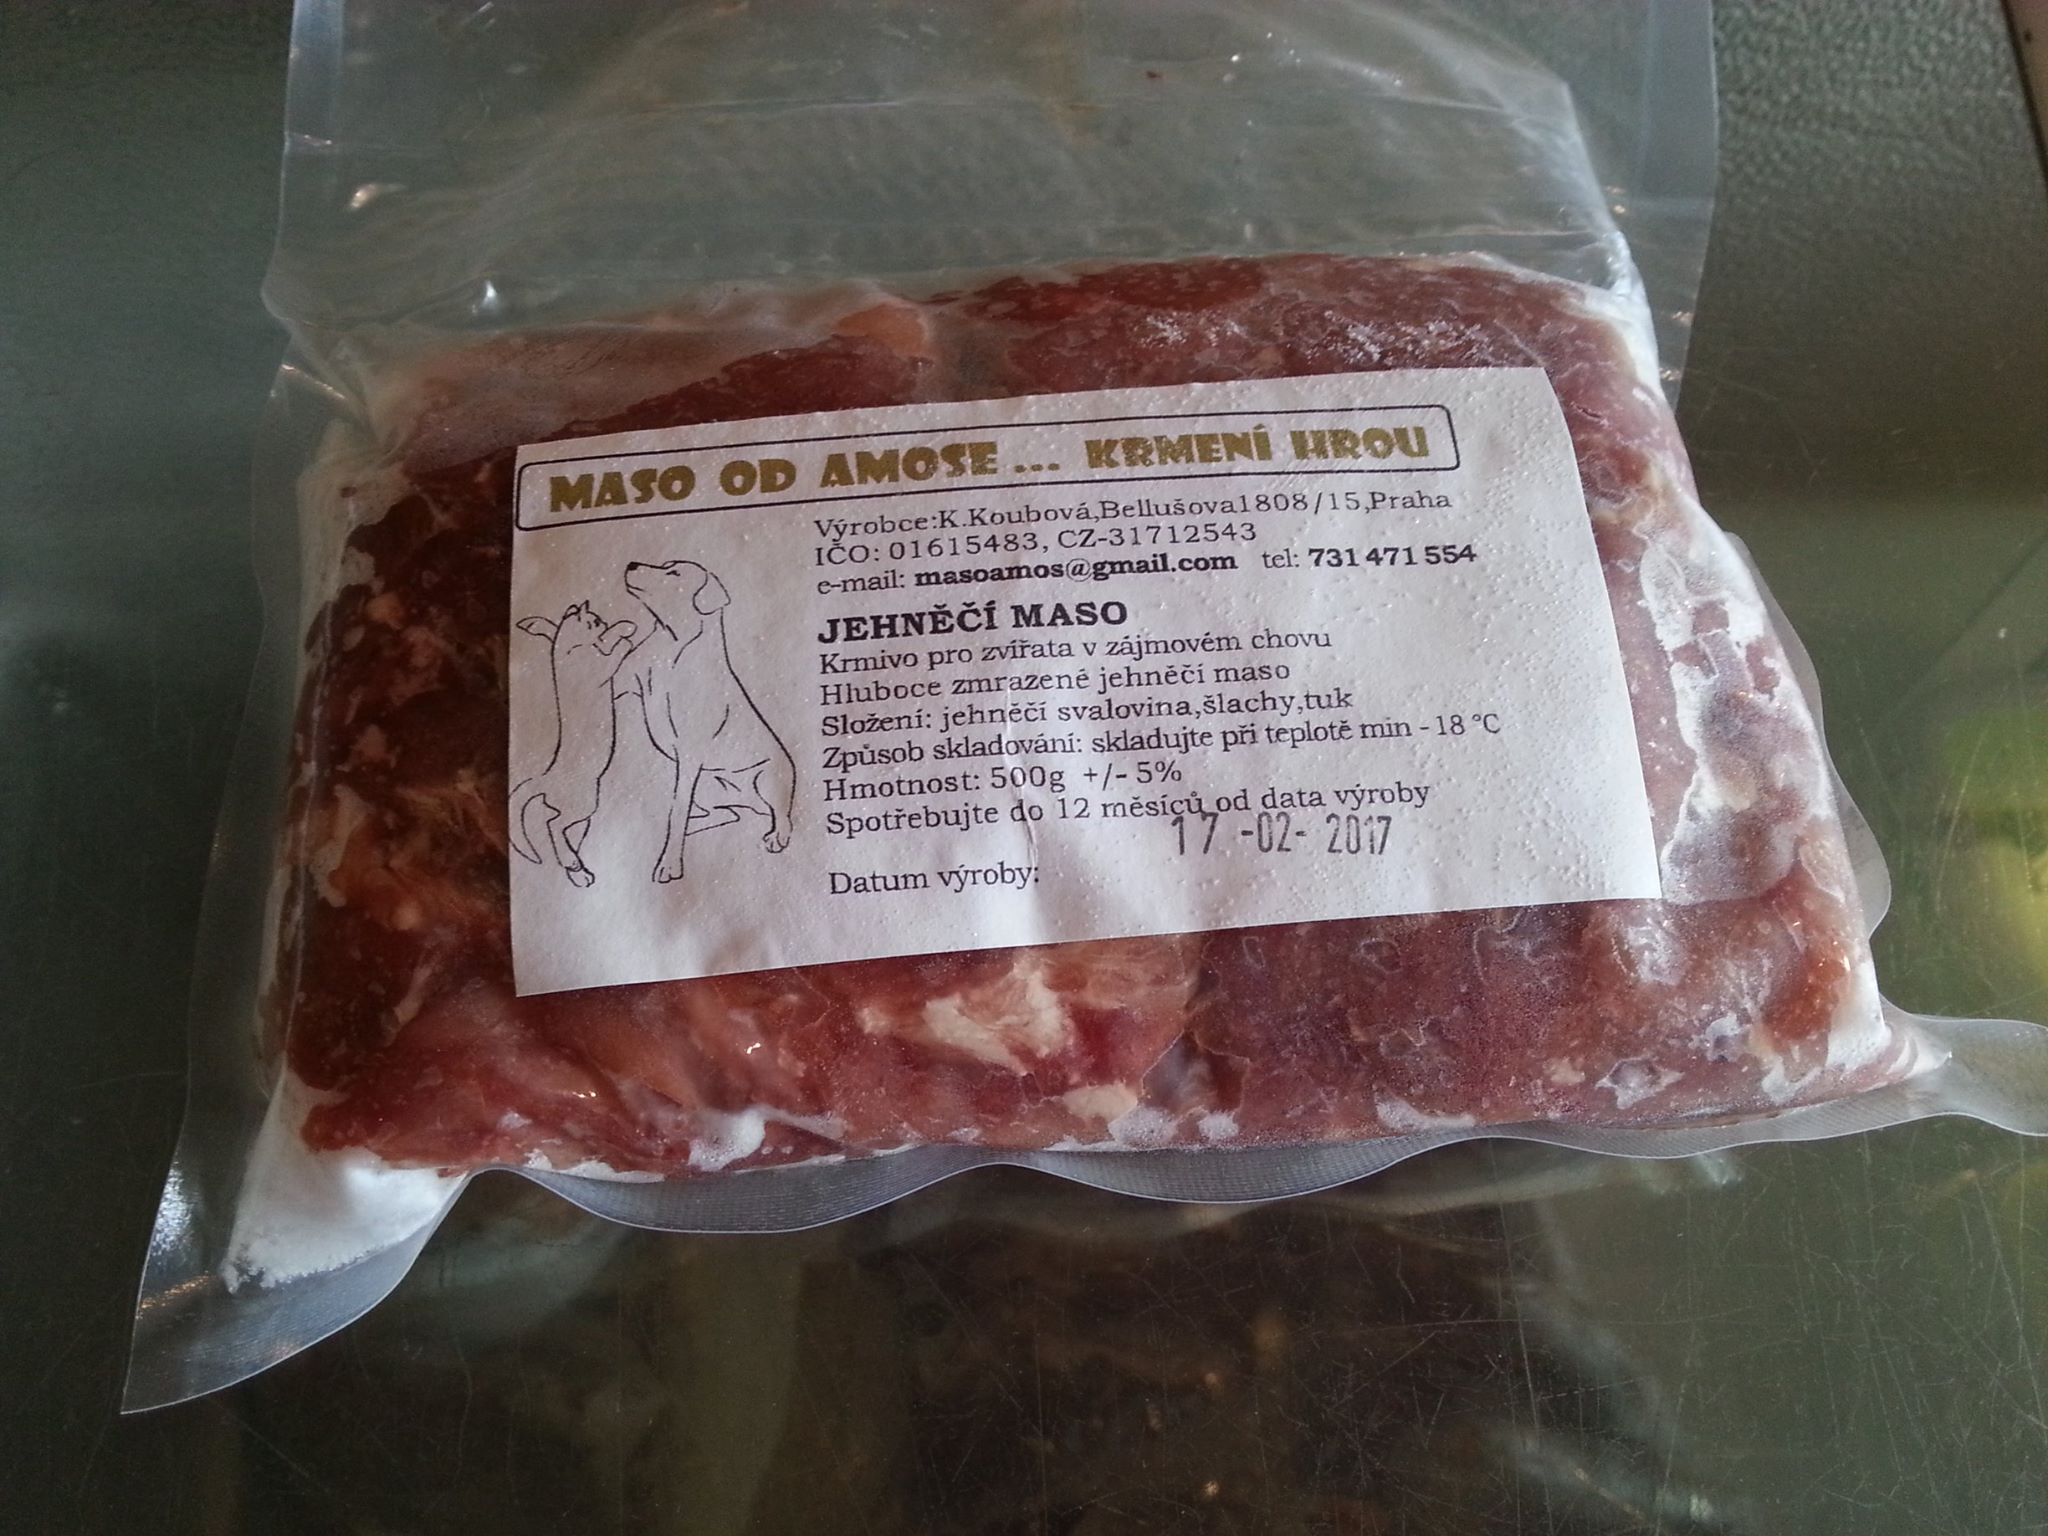 MASO OD AMOSE... KRMENÍ HROU
Výrobce:K.Koubová,Bellušova1808/15,Praha
IČO: 01615483, CZ-31712543
e-mail: masoamos@gmail.com tel: 731 471 554
JEHNĚČÍ MASO
Krmivo pro zvířata v zájmovém chovu
Hluboce zmrazené jehněčí maso
Složení: jehněčí svalovina,šlachy,tuk
Způsob skladování: skladujte při teplotě min - 18 °C
Hmotnost: 500g +/- 5%
Spotřebujte do 12 měsíců od data výroby
17 -02- 2017
Datum výroby: